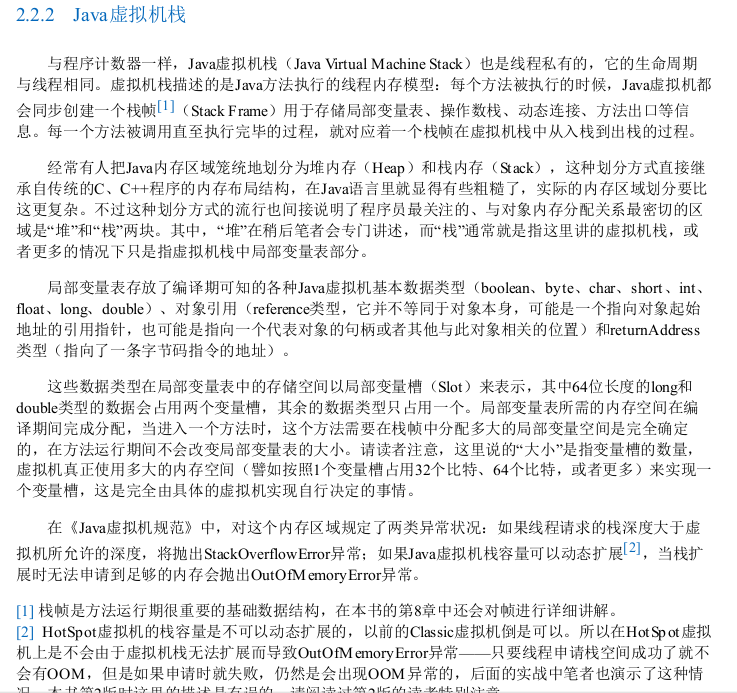 2.2.2 Java虚拟机栈
与程序计数器一样，Java虚拟机栈（Java Virtual Machine Stack）也是线程私有的，它的生命周期
与线程相同。虚拟机栈描述的是Java方法执行的线程内存模型：每个方法被执行的时候，Java虚拟机都
会同步创建一个栈帧[1]（Stack Frame）用于存储局部变量表、操作数栈、动态连接、方法出口等信
息。每一个方法被调用直至执行完毕的过程，就对应着一个栈帧在虚拟机栈中从入栈到出栈的过程。
经常有人把Java内存区域笼统地划分为堆内存（Heap）和栈内存（Stack），这种划分方式直接继
承自传统的C、C++程序的内存布局结构，在Java语言里就显得有些粗糙了，实际的内存区域划分要比
这更复杂。不过这种划分方式的流行也间接说明了程序员最关注的、与对象内存分配关系最密切的区
域是“堆”和“栈”两块。其中，“堆”在稍后笔者会专门讲述，而“栈”通常就是指这里讲的虚拟机栈，或
者更多的情况下只是指虚拟机栈中局部变量表部分。
局部变量表存放了编译期可知的各种Java虚拟机基本数据类型（boolean、byte、char、short、int、
float、long、double）、对象引用（reference类型，它并不等同于对象本身，可能是一个指向对象起始
地址的引用指针，也可能是指向一个代表对象的句柄或者其他与此对象相关的位置）和returnAddress
类型（指向了一条字节码指令的地址）。
这些数据类型在局部变量表中的存储空间以局部变量槽（Slot）来表示，其中64位长度的long和
double类型的数据会占用两个变量槽，其余的数据类型只占用一个。局部变量表所需的内存空间在编
译期间完成分配，当进入一个方法时，这个方法需要在栈帧中分配多大的局部变量空间是完全确定
的，在方法运行期间不会改变局部变量表的大小。请读者注意，这里说的“大小”是指变量槽的数量，
虚拟机真正使用多大的内存空间（譬如按照1个变量槽占用32个比特、64个比特，或者更多）来实现一
个变量槽，这是完全由具体的虚拟机实现自行决定的事情。
在《Java虚拟机规范》中，对这个内存区域规定了两类异常状况：如果线程请求的栈深度大于虚
拟机所允许的深度，将抛出StackOverflowError异常；如果Java虚拟机栈容量可以动态扩展[2]，当栈扩
展时无法申请到足够的内存会抛出OutOfMemoryError异常。
[1] 栈帧是方法运行期很重要的基础数据结构，在本书的第8章中还会对帧进行详细讲解。
[2] HotSpot虚拟机的栈容量是不可以动态扩展的，以前的Classic虚拟机倒是可以。所以在HotSpot虚拟
机上是不会由于虚拟机栈无法扩展而导致OutOfMemoryError异常——只要线程申请栈空间成功了就不
会有OOM，但是如果申请时就失败，仍然是会出现OOM异常的，后面的实战中笔者也演示了这种情
况。本书第2版时这里的描述是有误的，请阅读过第2版的读者特别注意。